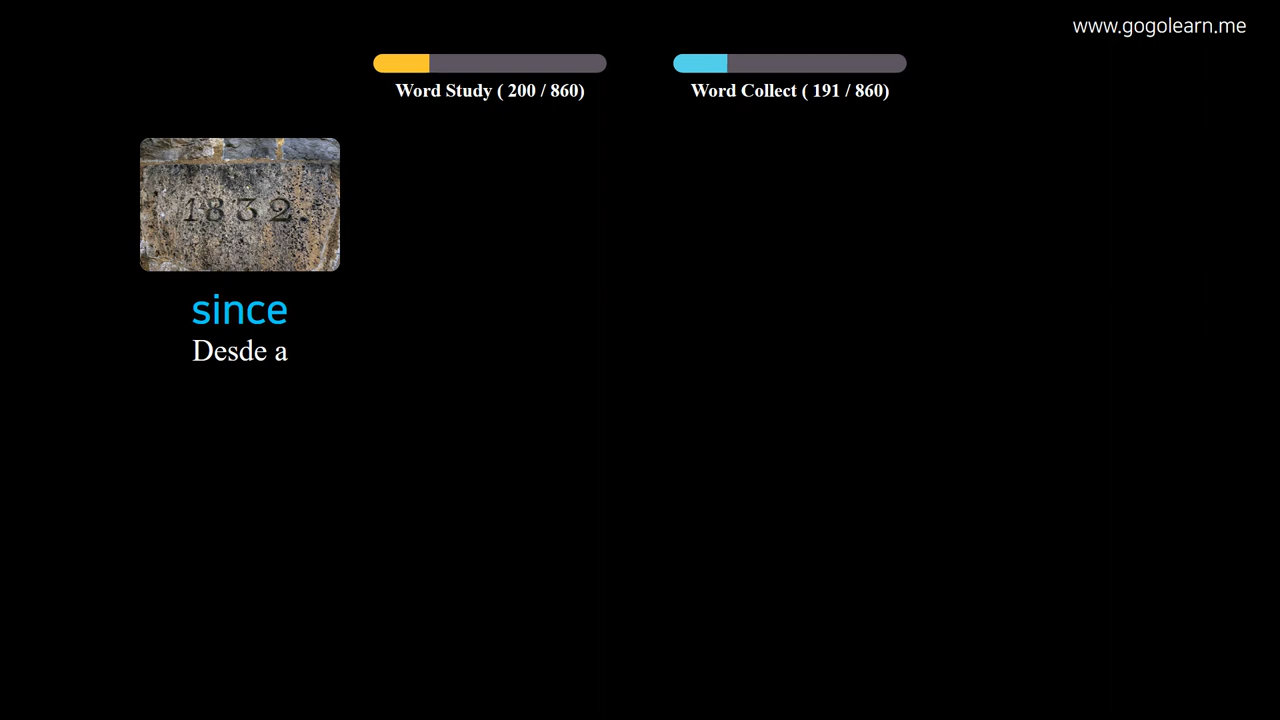 www.gogolearn.me
Word Study ( 200 / 860)
Word Collect ( 191 / 860)
1832.
since
Desde a